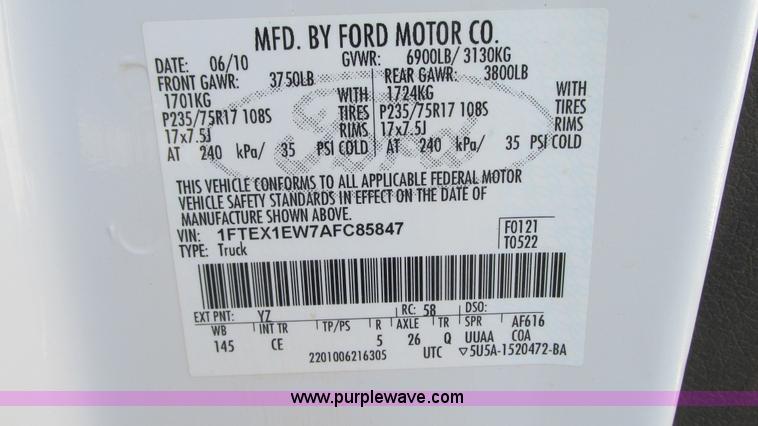 MFD. BY FORD MOTOR CO.
DATE: 06/10 GVWR: 6900LB/ 3130KG
FRONT GAWR: 3750LB REAR GAWR: 3800LB
1701KG WITH 1724KG WITH
P235/75R17 108S TIRES P235/75R17 108S TIRES
17x7.5J RIMS 17x7.5J RIMS
AT 240 kPa/ 35 PSI COLD AT 240 kPa/ 35 PSI COLD
Ford
THIS VEHICLE CONFORMS TO ALL APPLICABLE FEDERAL MOTOR
VEHICLE SAFETY STANDARDS IN EFFECT ON THE DATE OF
MANUFACTURE SHOWN ABOVE.
VIN: 1FTEX1EW7AFC85847 F0121
TYPE: Truck T0522
EXT PNT: YZ RC: 58 DSO:
WB INT TR TP/PS R AXLE TR SPR AF616
145 CE 5 26 Q UUAA COA
2201006216305 UTC ▽5U5A-1520472-BA
www.purplewave.com